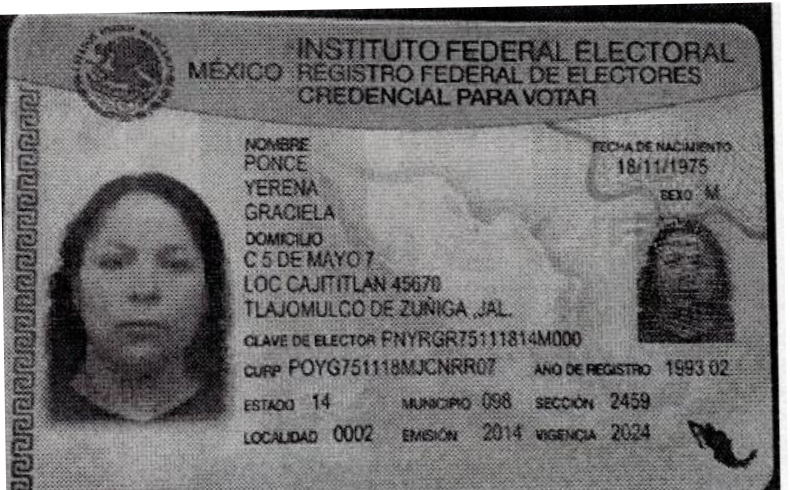 MÉXICO
INSTITUTO FEDERAL ELECTORAL
REGISTRO FEDERAL DE ELECTORES
CREDENCIAL PARA VOTAR
NOMBRE
PONCE
YERENA
GRACIELA
FECHA DE NACIMIENTO
18/11/1975
SEXO M
DOMICILIO
C 5 DE MAYO 7
LOC CAJITITLAN 45670
TLAJOMULCO DE ZUÑIGA ,JAL.
CLAVE DE ELECTOR PNYRGR75111814M000
CURP POYG751118MJCNRR07 AÑO DE REGISTRO 1993 02
ESTADO 14 MUNICIPIO 098 SECCIÓN 2459
LOCALIDAD 0002 EMISIÓN 2014 VIGENCIA 2024